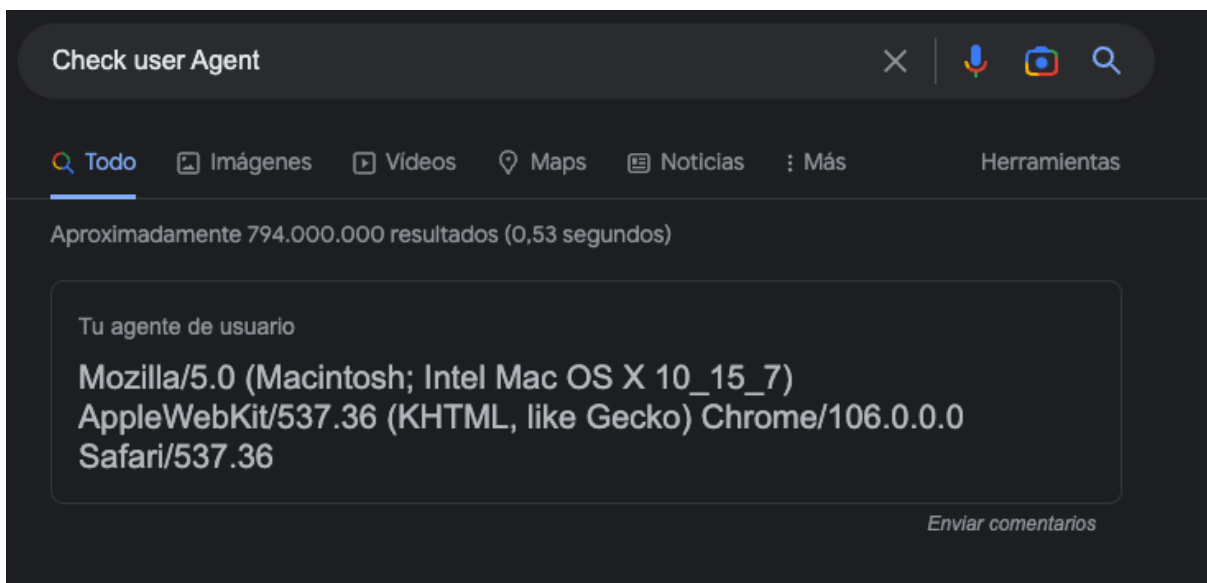 Check user Agent
Todo Imágenes Vídeos Maps Noticias Más Herramientas
Aproximadamente 794.000.000 resultados (0,53 segundos)
Tu agente de usuario
Mozilla/5.0 (Macintosh; Intel Mac OS X 10_15_7)
AppleWebKit/537.36 (KHTML, like Gecko) Chrome/106.0.0.0
Safari/537.36
Enviar comentarios